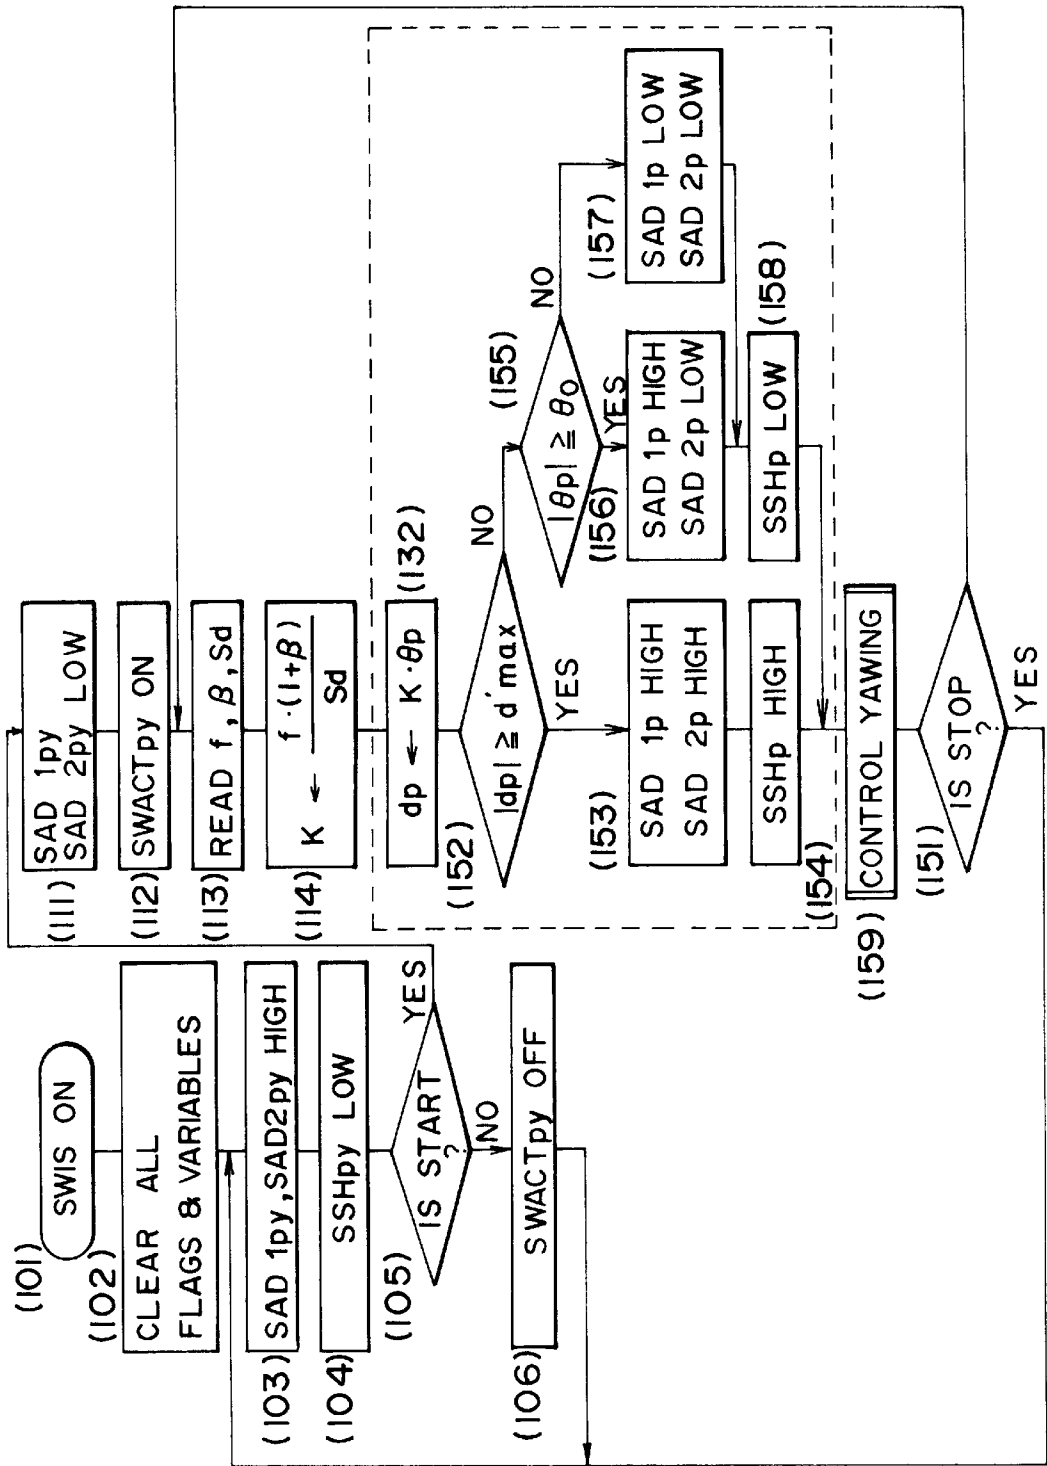 (101)
SWIS ON
(102)
CLEAR ALL
FLAGS & VARIABLES
(103)
SAD 1py, SAD2py HIGH
(104)
SSHpy LOW
(105)
IS START
?
YES
NO
(106)
SWACTpy OFF
(111)
SAD 1py
SAD 2py LOW
(112)
SWACTpy ON
(113)
READ f, β, Sd
(114)
K ← f·(1+β)
Sd
dp ← K·θp
(132)
(152)
|dp| ≧ d'max
NO
YES
(153)
SAD 1p HIGH
SAD 2p HIGH
SSHp HIGH
(154)
(155)
|θp| ≧ θo
NO
YES
(156)
SAD 1p HIGH
SAD 2p LOW
(157)
SAD 1p LOW
SAD 2p LOW
SSHp LOW
(158)
(159)
CONTROL YAWING
(151)
IS STOP
?
YES